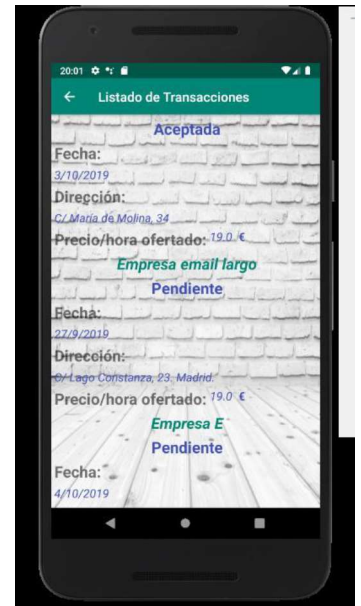 20:01
Listado de Transacciones
Aceptada
Fecha:
3/10/2019
Dirección:
C/ María de Molina, 34
Precio/hora ofertado: 19.0 €
Empresa email largo
Pendiente
Fecha:
27/9/2019
Dirección:
C/ Lago Constanza, 23. Madrid.
Precio/hora ofertado: 19.0 €
Empresa E
Pendiente
Fecha:
4/10/2019